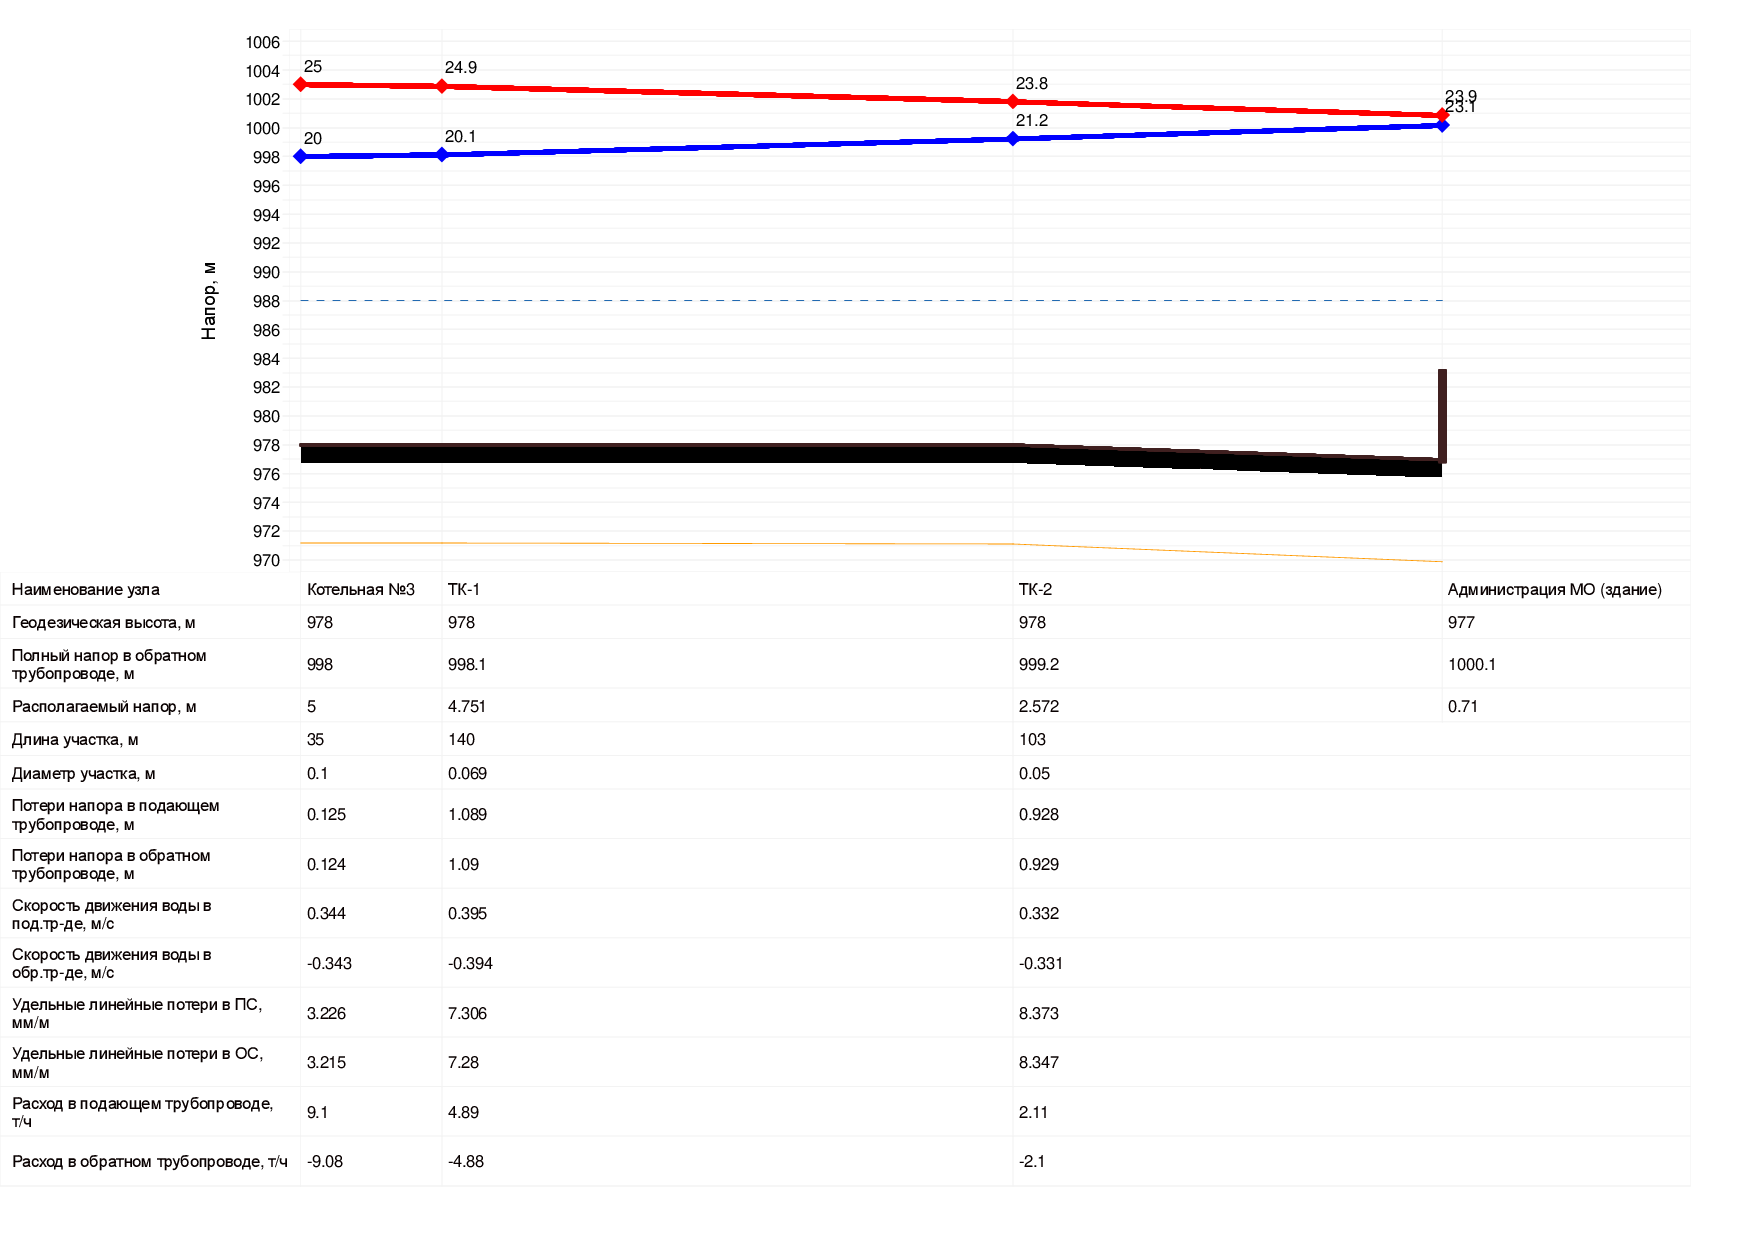 1006
1004
1002
1000
998
996
994
992
990
988
986
984
982
980
978
976
974
972
970
Напор, м
25
24.9
23.8
23.9
23.1
20
20.1
21.2
Наименование узла Котельная №3 ТК-1 ТК-2 Администрация МО (здание)
Геодезическая высота, м 978 978 978 977
Полный напор в обратном
трубопроводе, м 998 998.1 999.2 1000.1
Располагаемый напор, м 5 4.751 2.572 0.71
Длина участка, м 35 140 103
Диаметр участка, м 0.1 0.069 0.05
Потери напора в подающем
трубопроводе, м 0.125 1.089 0.928
Потери напора в обратном
трубопроводе, м 0.124 1.09 0.929
Скорость движения воды в
под.тр-де, м/с 0.344 0.395 0.332
Скорость движения воды в
обр.тр-де, м/с -0.343 -0.394 -0.331
Удельные линейные потери в ПС,
мм/м 3.226 7.306 8.373
Удельные линейные потери в ОС,
мм/м 3.215 7.28 8.347
Расход в подающем трубопроводе,
т/ч 9.1 4.89 2.11
Расход в обратном трубопроводе, т/ч -9.08 -4.88 -2.1